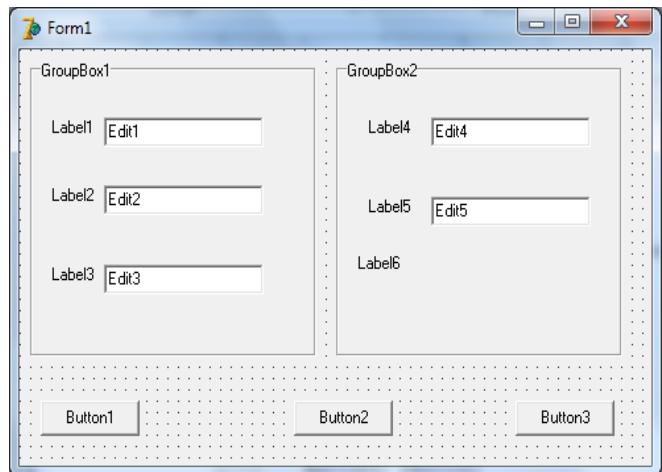 Form1
GroupBox1
Label1 Edit1
Label2 Edit2
Label3 Edit3
GroupBox2
Label4 Edit4
Label5 Edit5
Label6
Button1 Button2 Button3